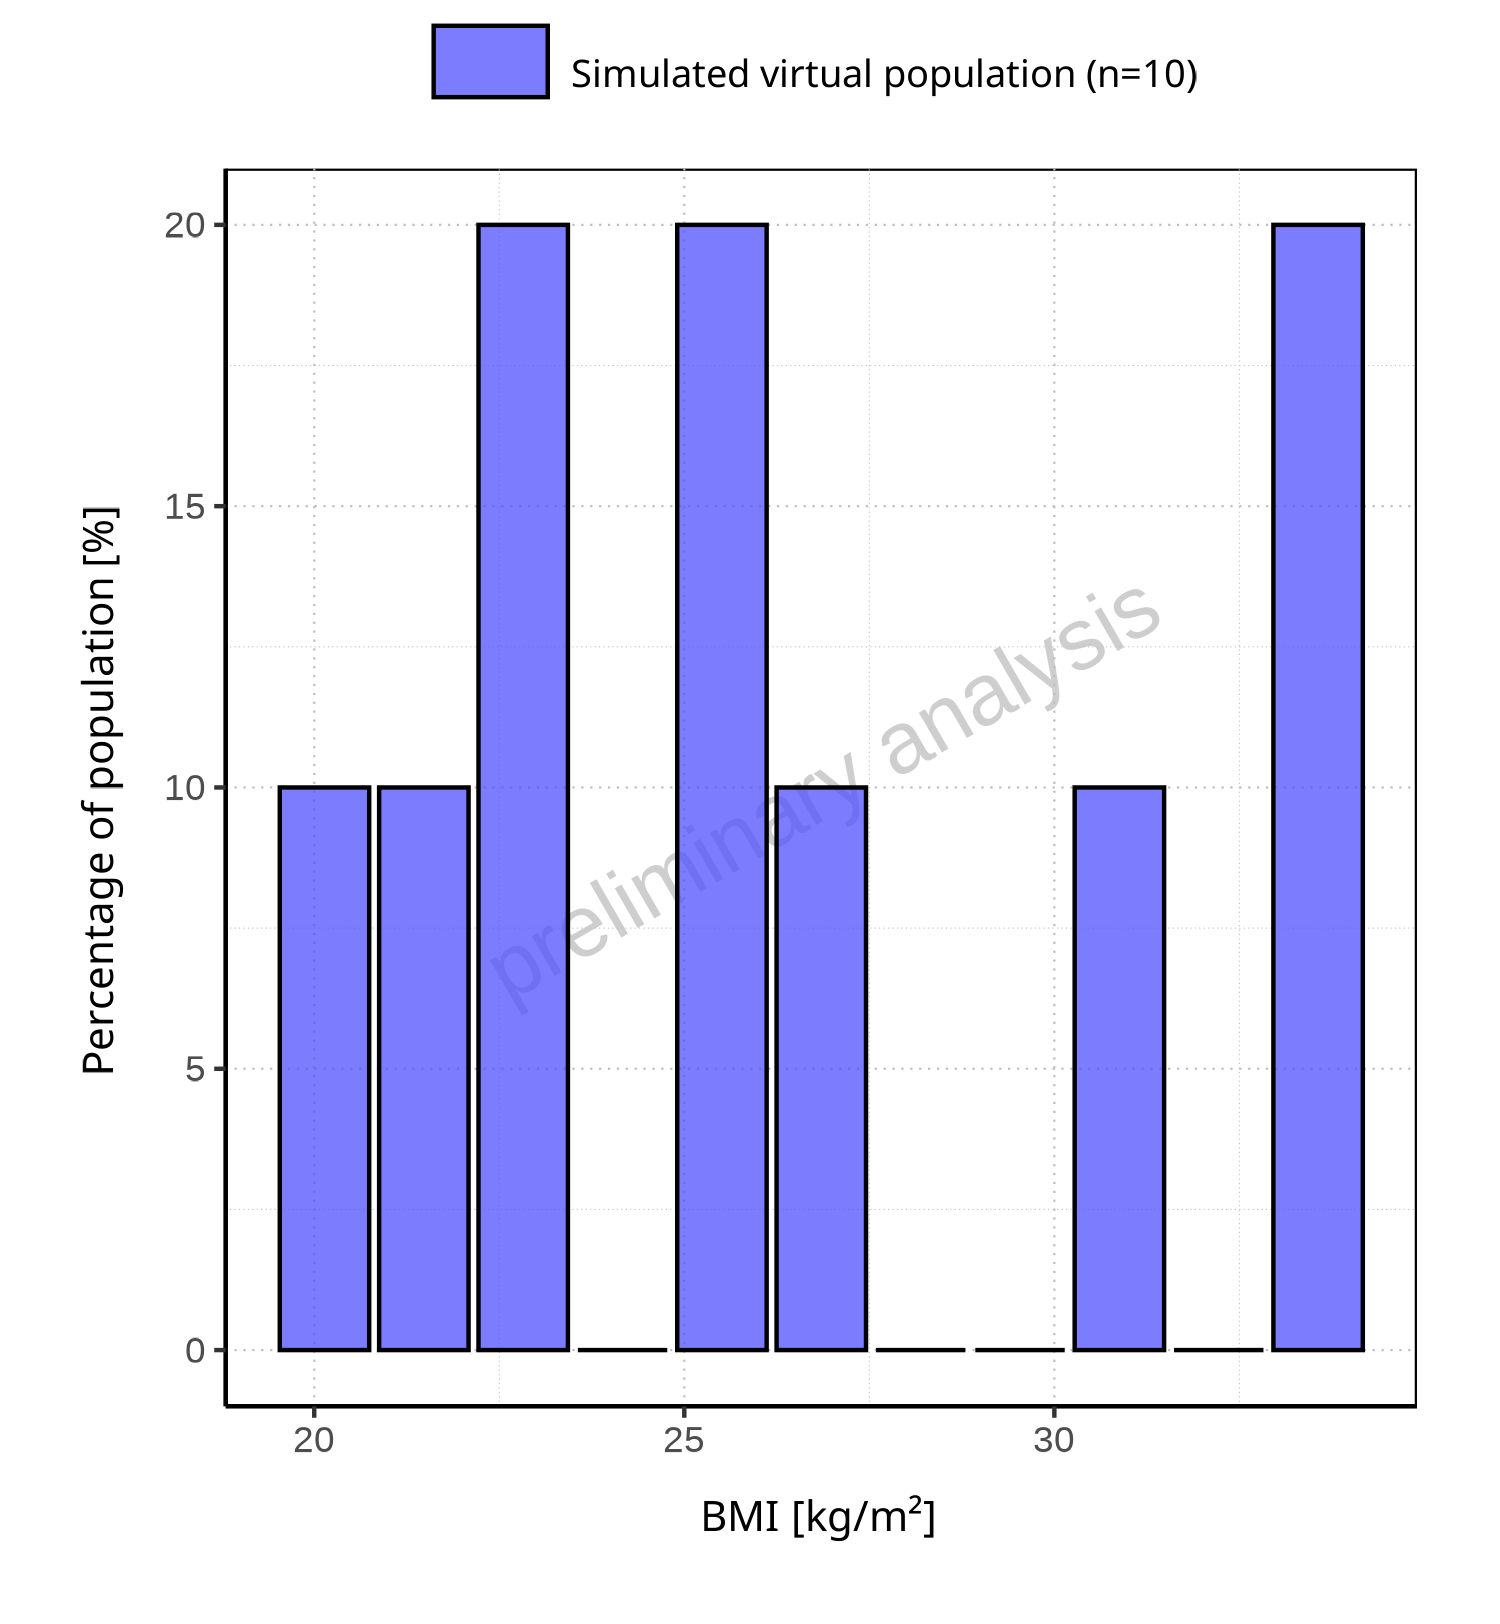 Simulated virtual population (n=10)
Percentage of population [%]
20
15
10
5
0
preliminary analysis
20
25
30
BMI [kg/m²]